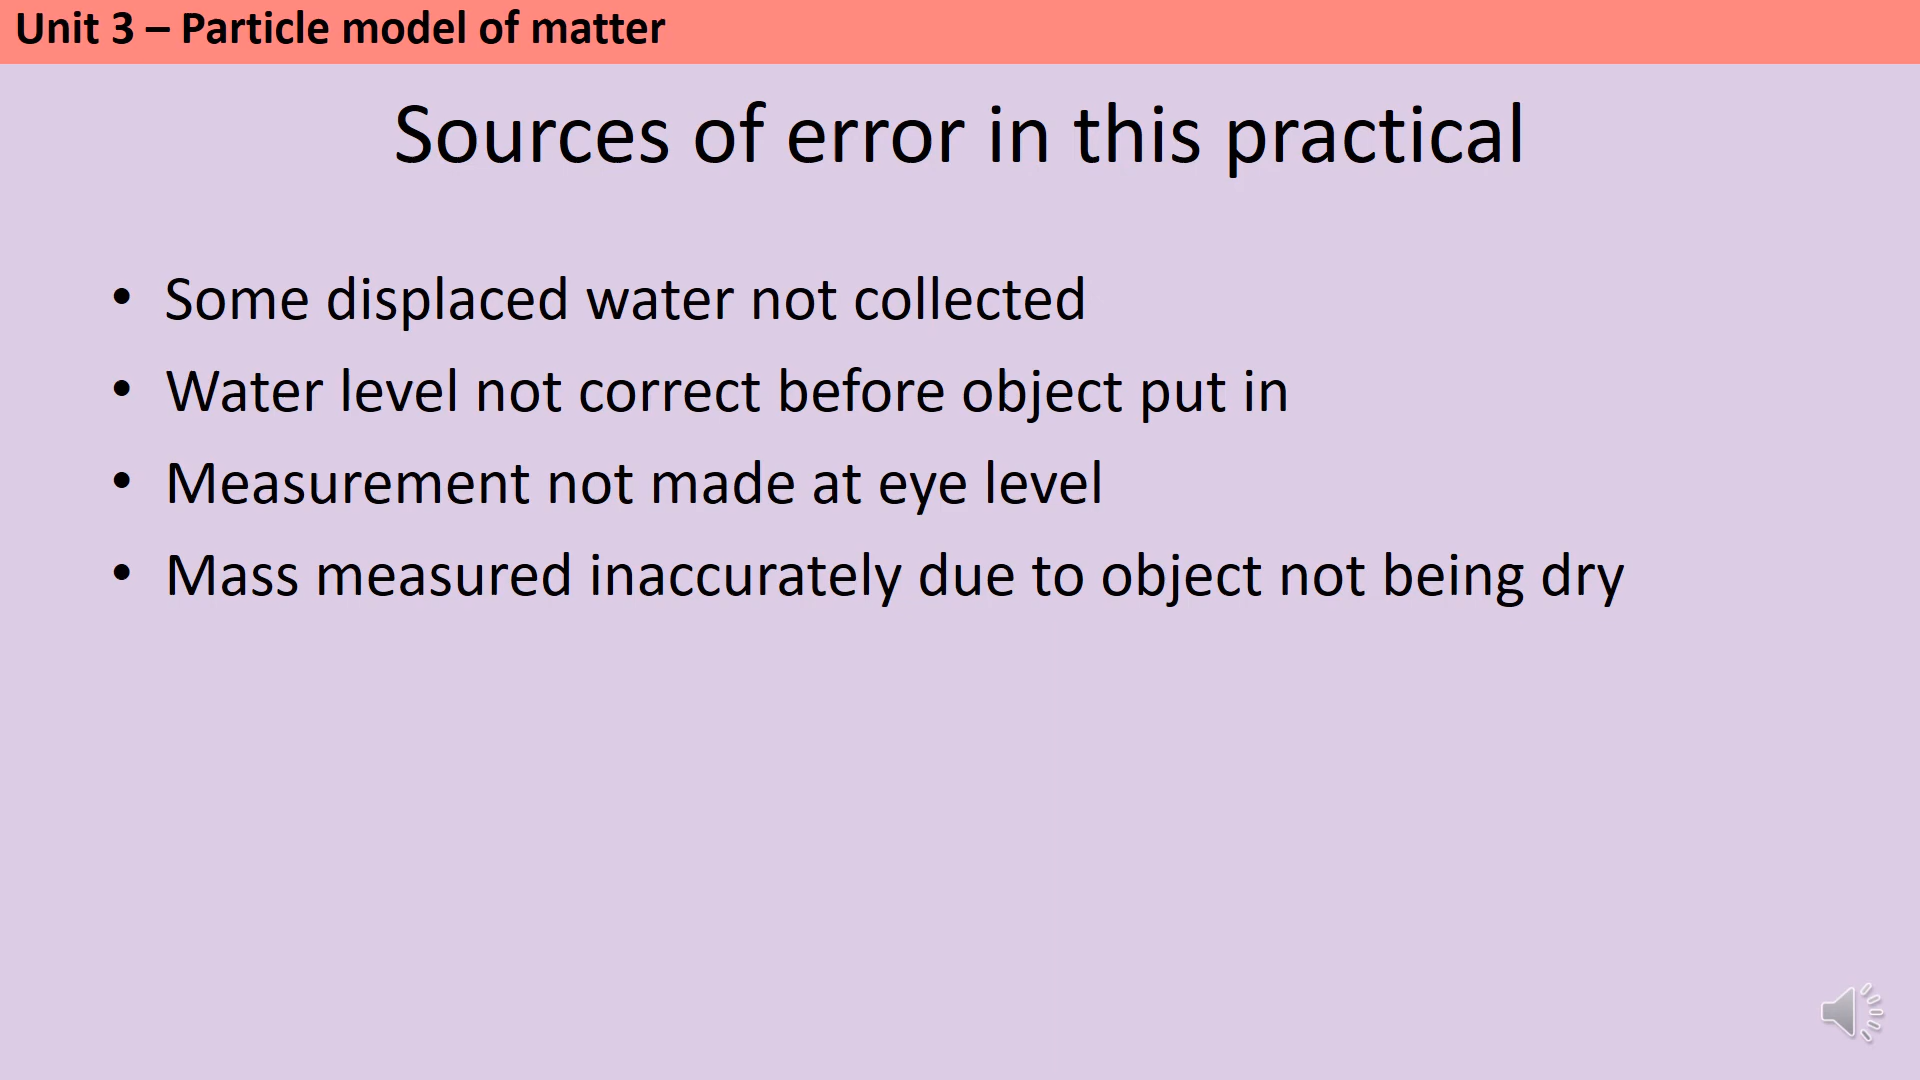 Unit 3 – Particle model of matter
Sources of error in this practical
• Some displaced water not collected
• Water level not correct before object put in
• Measurement not made at eye level
• Mass measured inaccurately due to object not being dry